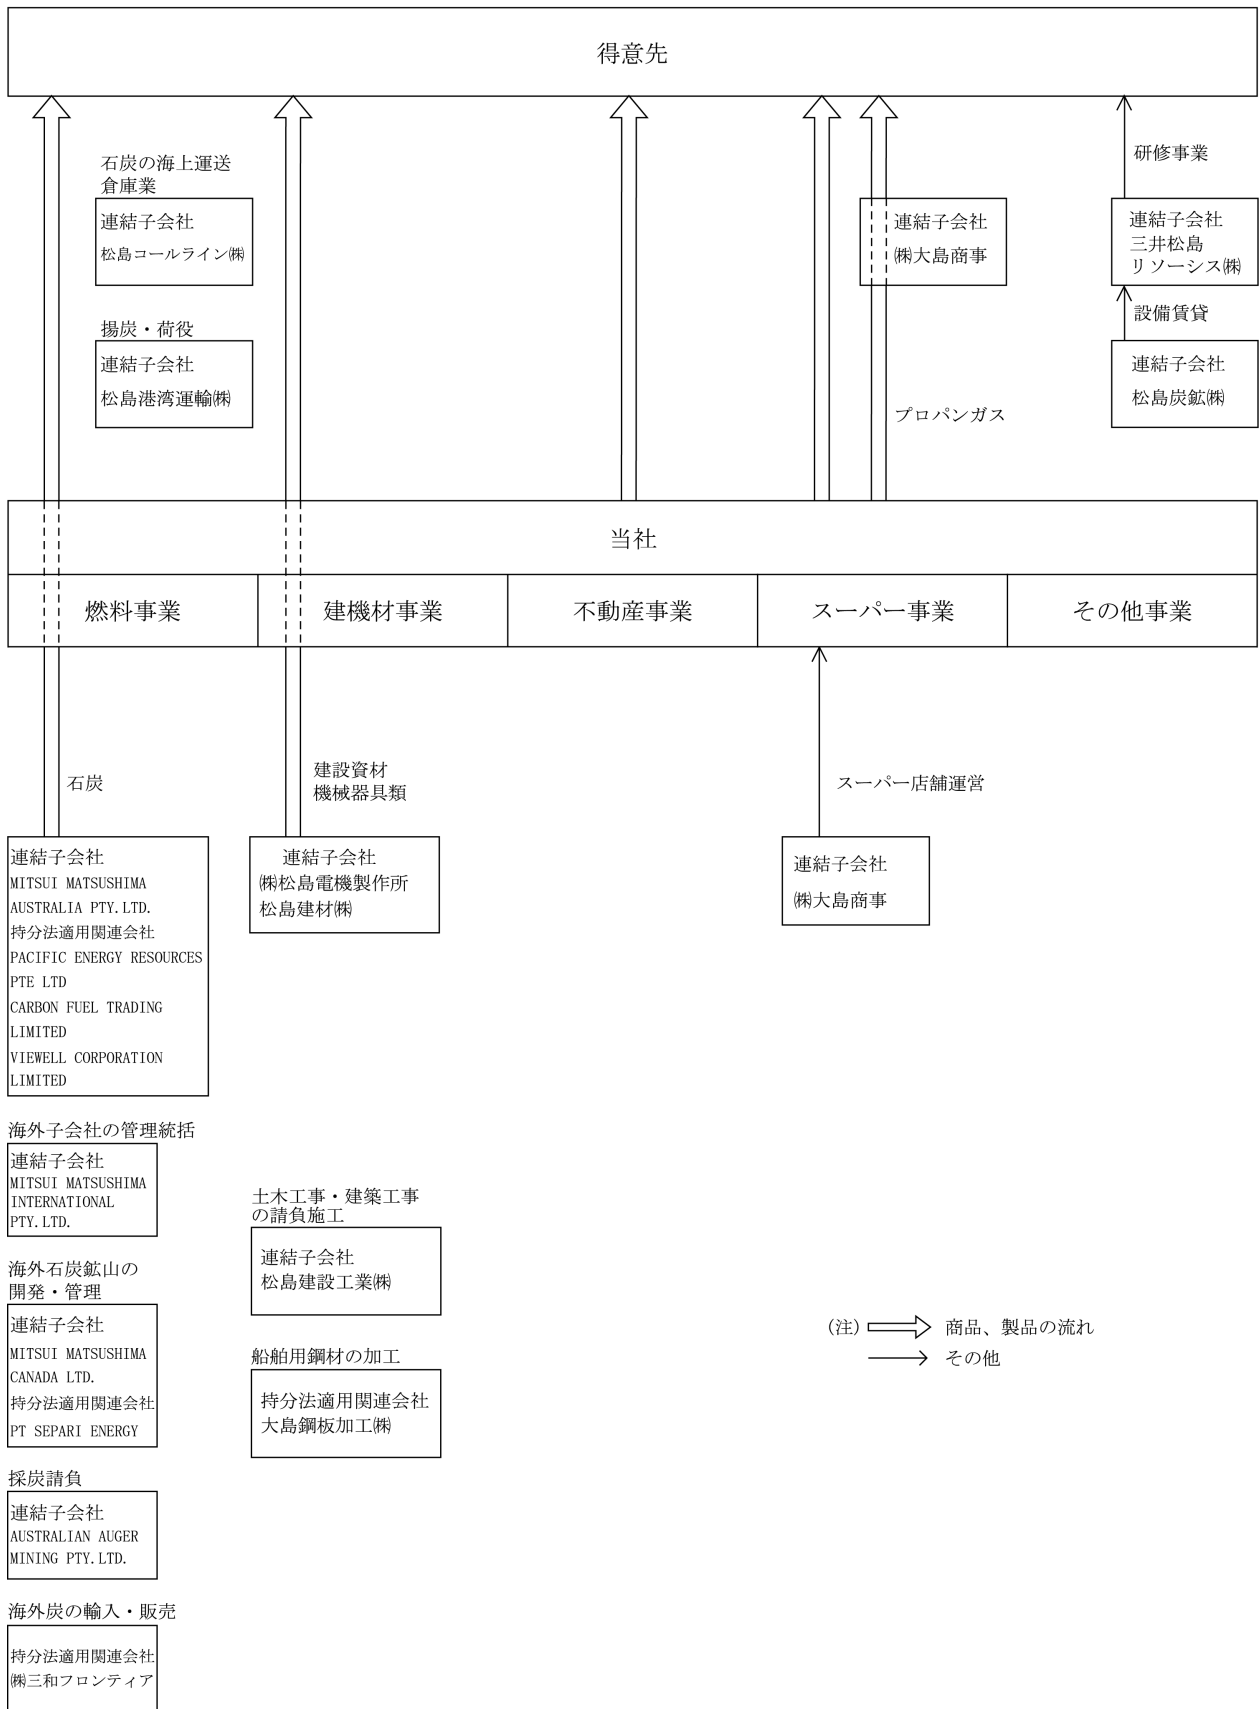 得意先
石炭の海上運送
倉庫業
連結子会社
松島コールライン㈱
揚炭・荷役
連結子会社
松島港湾運輸㈱
連結子会社
㈱大島商事
プロパンガス
研修事業
連結子会社
三井松島
リソーシス㈱
設備賃貸
連結子会社
松島炭鉱㈱
当社
燃料事業
建機材事業
不動産事業
スーパー事業
その他事業
石炭
建設資材
機械器具類
スーパー店舗運営
連結子会社
MITSUI MATSUSHIMA
AUSTRALIA PTY.LTD.
持分法適用関連会社
PACIFIC ENERGY RESOURCES
PTE LTD
CARBON FUEL TRADING
LIMITED
VIEWELL CORPORATION
LIMITED
連結子会社
㈱松島電機製作所
松島建材㈱
連結子会社
㈱大島商事
海外子会社の管理統括
連結子会社
MITSUI MATSUSHIMA
INTERNATIONAL
PTY.LTD.
海外石炭鉱山の
開発・管理
連結子会社
MITSUI MATSUSHIMA
CANADA LTD.
持分法適用関連会社
PT SEPARI ENERGY
採炭請負
連結子会社
AUSTRALIAN AUGER
MINING PTY.LTD.
海外炭の輸入・販売
持分法適用関連会社
㈱三和フロンティア
土木工事・建築工事
の請負施工
連結子会社
松島建設工業㈱
船舶用鋼材の加工
持分法適用関連会社
大島鋼板加工㈱
(注) 商品、製品の流れ
その他